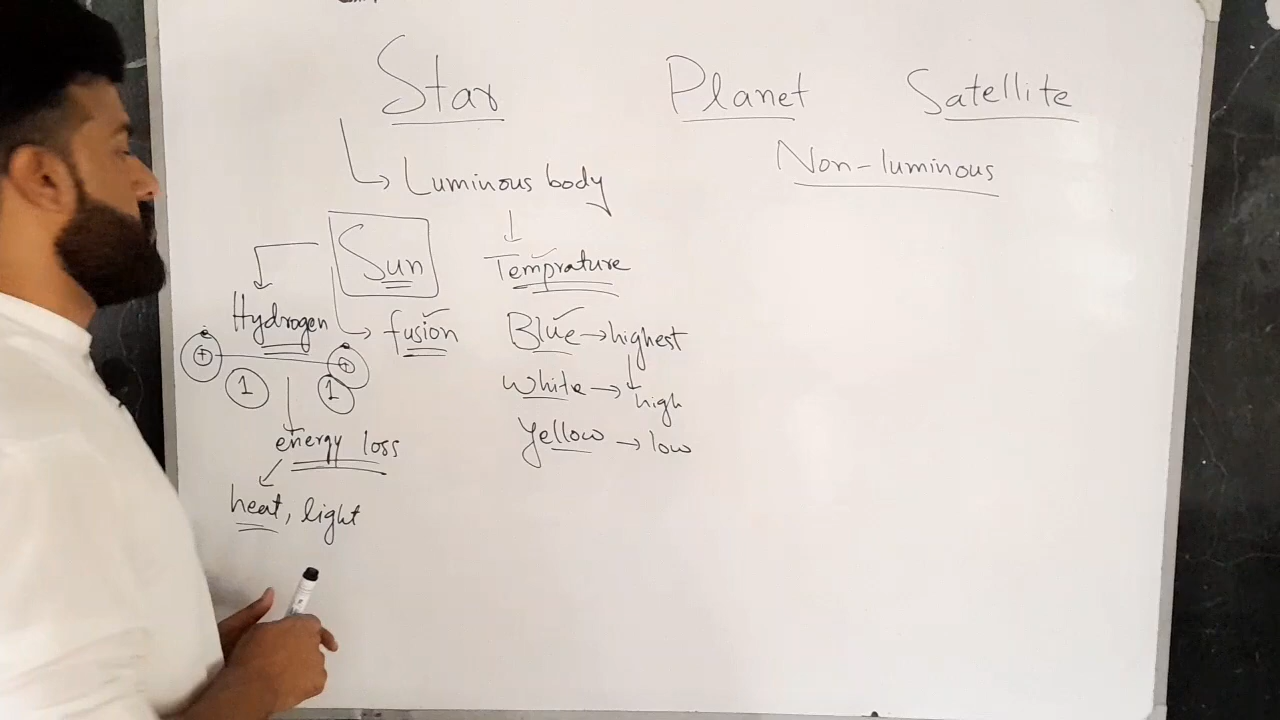 Star
Planet
Satellite
Luminous body
Non-luminous
Sun
Temprature
Hydrogen
fusion
Blue → highest
+ +
1 1
White → high
energy loss
Yellow → low
heat, light